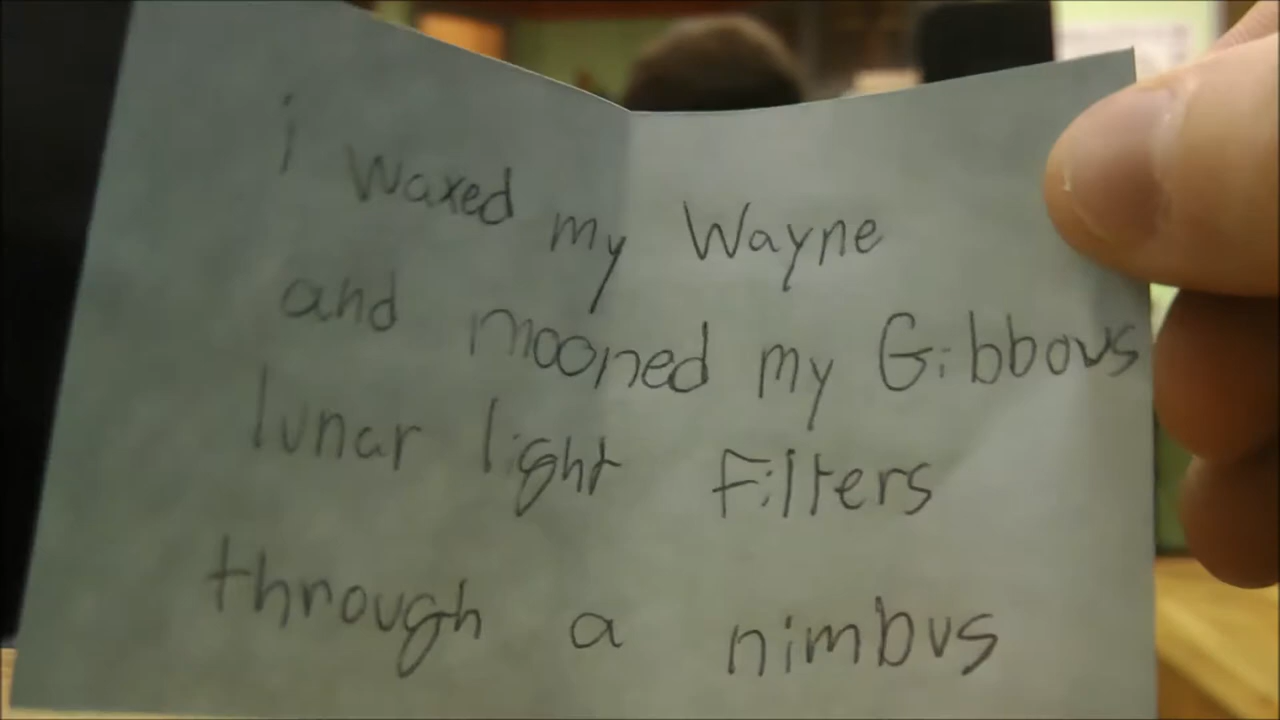 i waxed my Wayne
and mooned my Gibbous
lunar light filters
through a nimbus